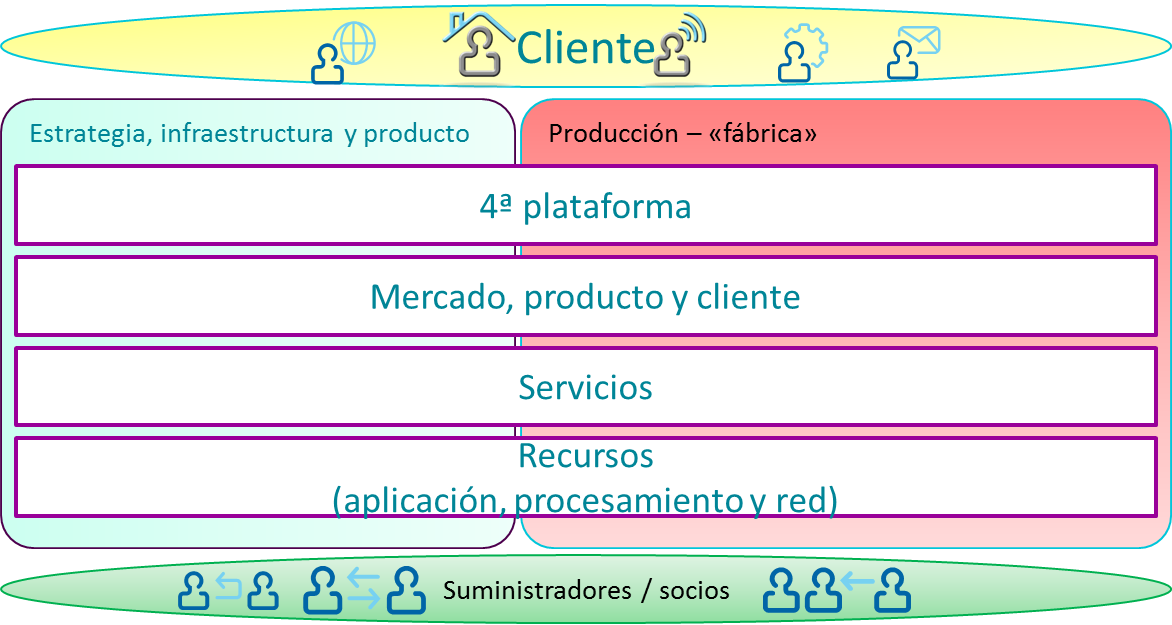 Cliente
Estrategia, infraestructura y producto
Producción – «fábrica»
4ª plataforma
Mercado, producto y cliente
Servicios
Recursos
(aplicación, procesamiento y red)
Suministradores / socios